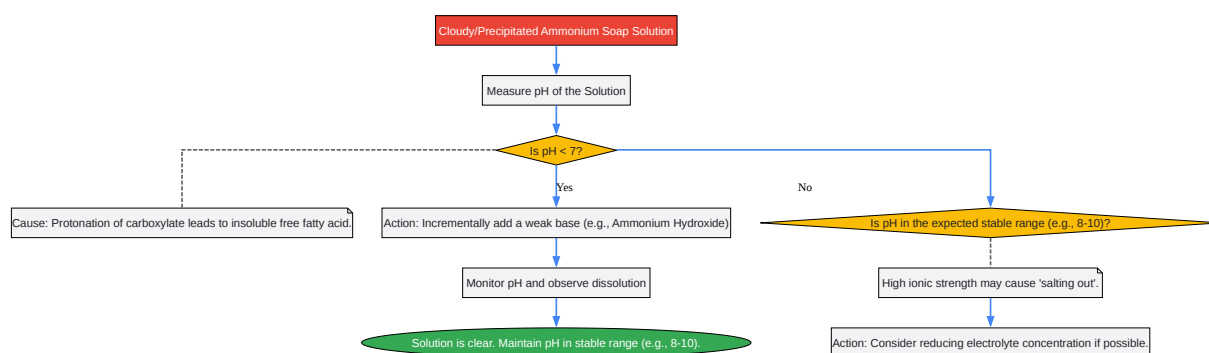 Cloudy/Precipitated Ammonium Soap Solution
Measure pH of the Solution
Is pH < 7?
Yes
No
Cause: Protonation of carboxylate leads to insoluble free fatty acid.
Action: Incrementally add a weak base (e.g., Ammonium Hydroxide)
Is pH in the expected stable range (e.g., 8-10)?
Monitor pH and observe dissolution
High ionic strength may cause 'salting out'.
Solution is clear. Maintain pH in stable range (e.g., 8-10).
Action: Consider reducing electrolyte concentration if possible.